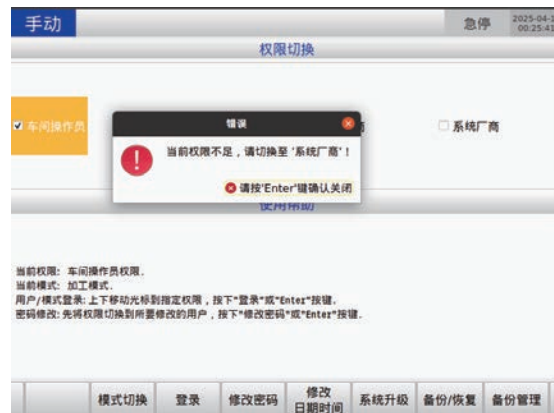 手动
急停
2025-04-1
00:25:41
权限切换
车间操作员
系统厂商
错误
当前权限不足，请切换至 '系统厂商'！
请按'Enter'键确认关闭
使用帮助
当前权限: 车间操作员权限.
当前模式: 加工模式.
用户/模式登录: 上下移动光标到指定权限，按下"登录"或"Enter"按键.
密码修改: 先将权限切换到所要修改的用户，按下"修改密码"或"Enter"按键.
模式切换
登录
修改密码
修改
日期时间
系统升级
备份/恢复
备份管理